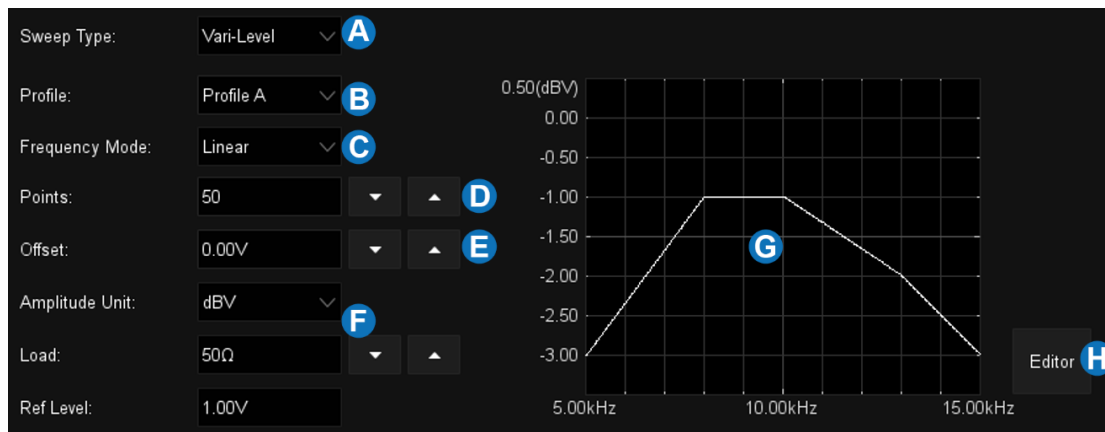 Sweep Type: Vari-Level A
Profile: Profile A B
Frequency Mode: Linear C
Points: 50 D
Offset: 0.00V E
Amplitude Unit: dBV
F
Load: 50Ω
Ref Level: 1.00V
0.50(dBV)
0.00
-0.50
-1.00
-1.50
G
-2.00
-2.50
-3.00
5.00kHz 10.00kHz 15.00kHz
Editor H